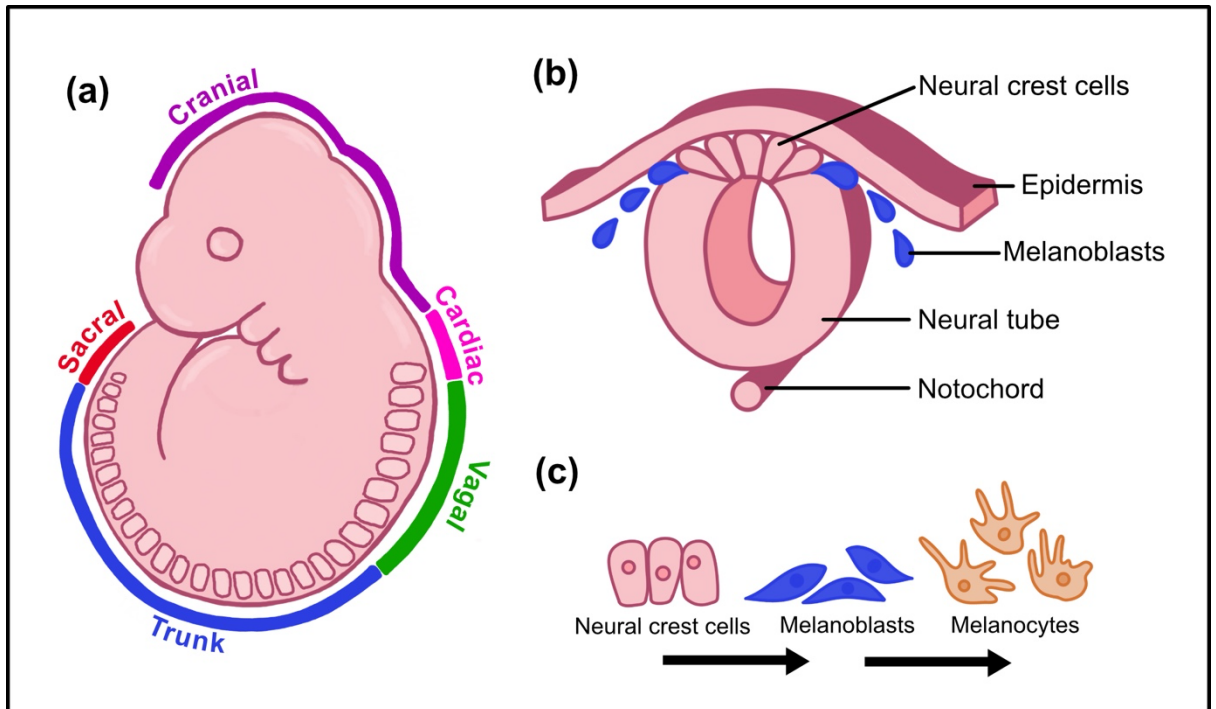 (a)
Cranial
Sacral
Cardiac
Vagal
Trunk
(b)
Neural crest cells
Epidermis
Melanoblasts
Neural tube
Notochord
(c)
Neural crest cells Melanoblasts Melanocytes